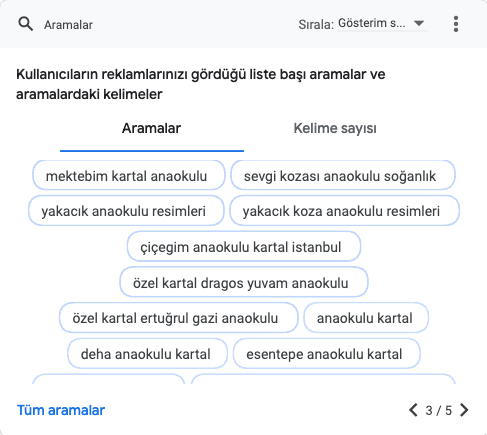 Aramalar
Sırala: Gösterim s...
Kullanıcıların reklamlarınızı gördüğü liste başı aramalar ve
aramalardaki kelimeler
Aramalar Kelime sayısı
mektebim kartal anaokulu sevgi kozası anaokulu soğanlık
yakacık anaokulu resimleri yakacık koza anaokulu resimleri
çiçegim anaokulu kartal istanbul
özel kartal dragos yuvam anaokulu
özel kartal ertuğrul gazi anaokulu anaokulu kartal
deha anaokulu kartal esentepe anaokulu kartal
Tüm aramalar 3 / 5